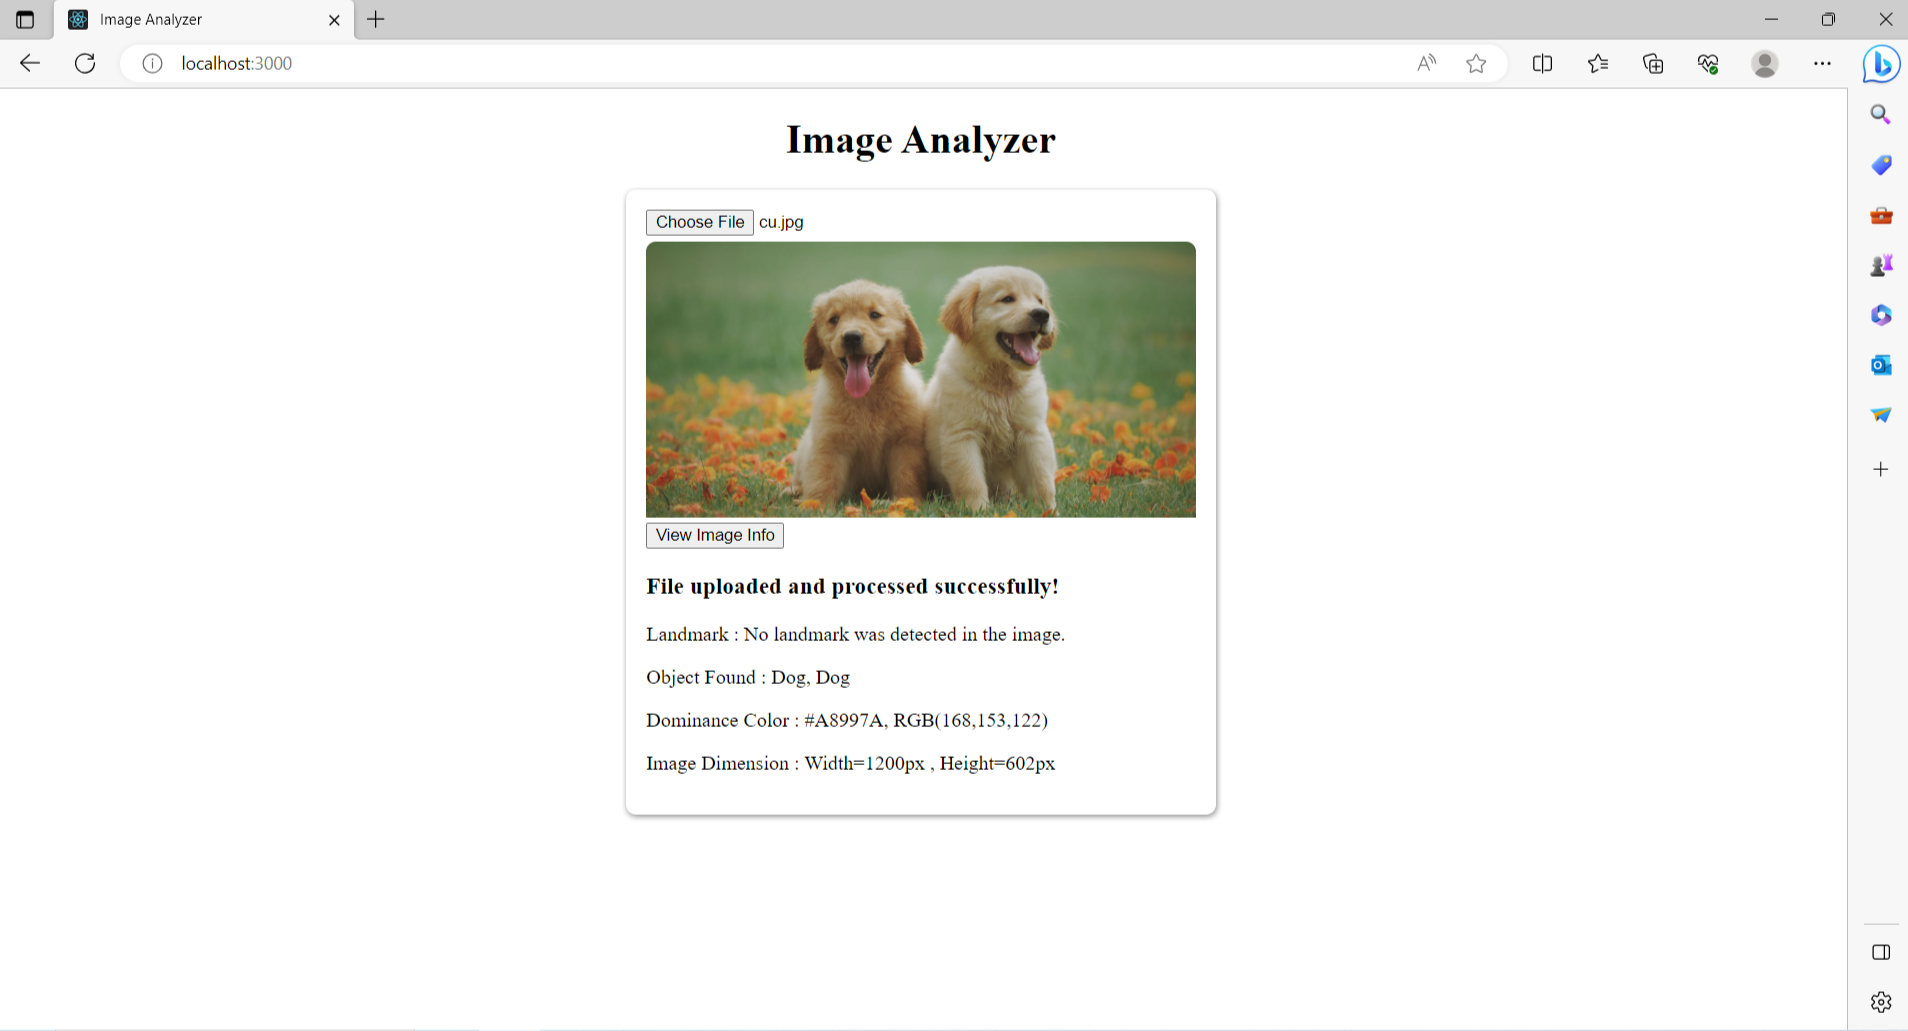 Image Analyzer
localhost:3000
Image Analyzer
Choose File cu.jpg
View Image Info
File uploaded and processed successfully!
Landmark : No landmark was detected in the image.
Object Found : Dog, Dog
Dominance Color : #A8997A, RGB(168,153,122)
Image Dimension : Width=1200px , Height=602px